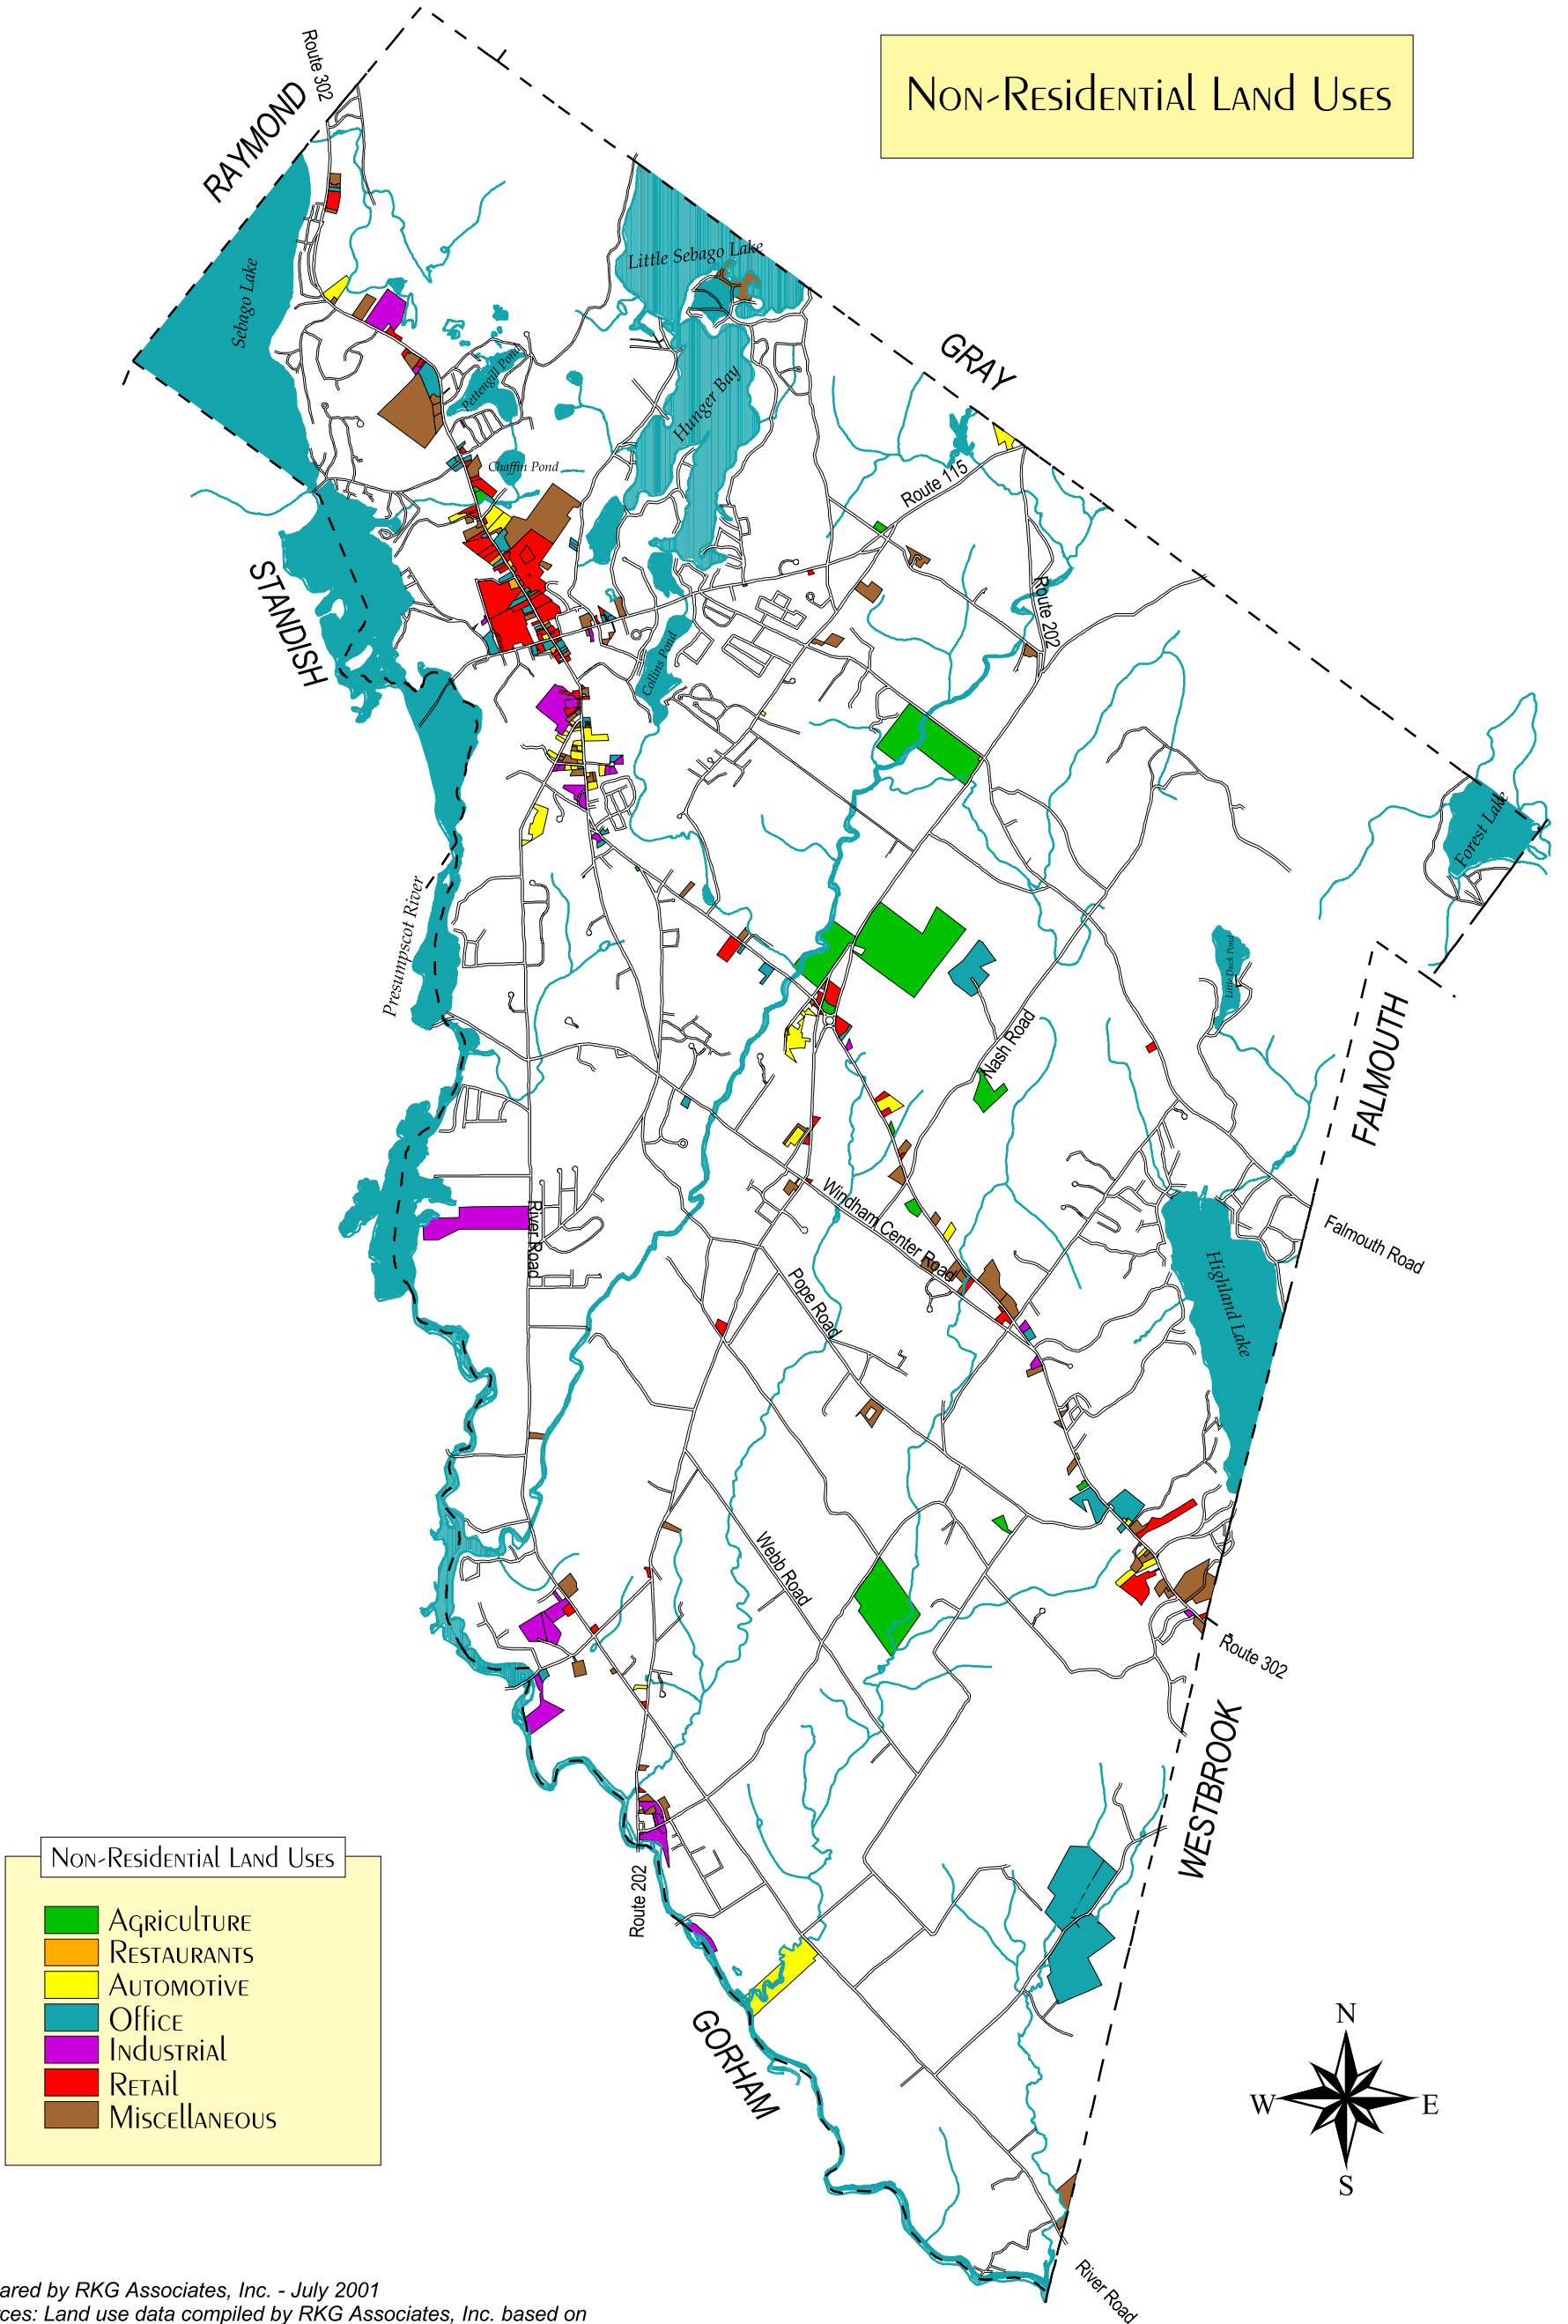 Non-Residential Land Uses
Route 302
RAYMOND
Sebago Lake
Little Sebago Lake
GRAY
Pettengill Pond
Hunger Bay
Chaffin Pond
Route 115
STANDISH
Route 202
Collins Pond
Forest Lake
Presumpscot River
Little Duck Pond
Nash Road
FALMOUTH
River Road
Windham Center Road
Falmouth Road
Pope Road
Highland Lake
Webb Road
Route 302
WESTBROOK
Route 202
GORHAM
Non-Residential Land Uses
Agriculture
Restaurants
Automotive
Office
Industrial
Retail
Miscellaneous
N
W
E
S
River Road
ared by RKG Associates, Inc. - July 2001
rces: Land use data compiled by RKG Associates, Inc. based on